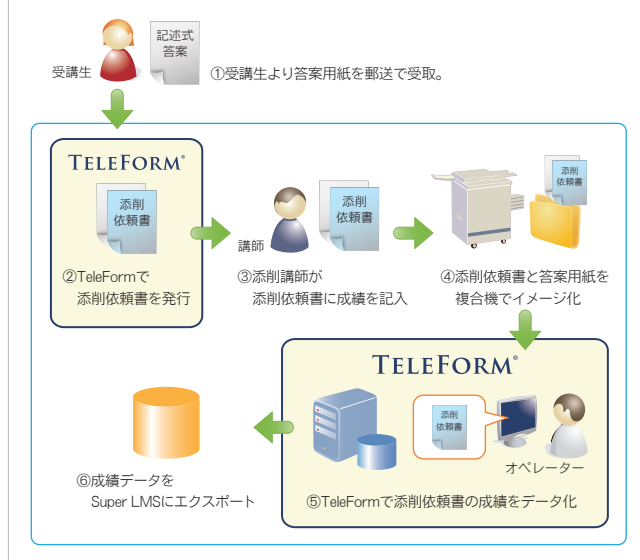 記述式
答案
受講生
①受講生より答案用紙を郵送で受取。
TELEFORM®
添削
依頼書
②TeleFormで
添削依頼書を発行
添削
依頼書
講師
③添削講師が
添削依頼書に成績を記入
添削
依頼書
④添削依頼書と答案用紙を
複合機でイメージ化
TELEFORM®
添削
依頼書
オペレーター
⑤TeleFormで添削依頼書の成績をデータ化
⑥成績データを
Super LMSにエクスポート